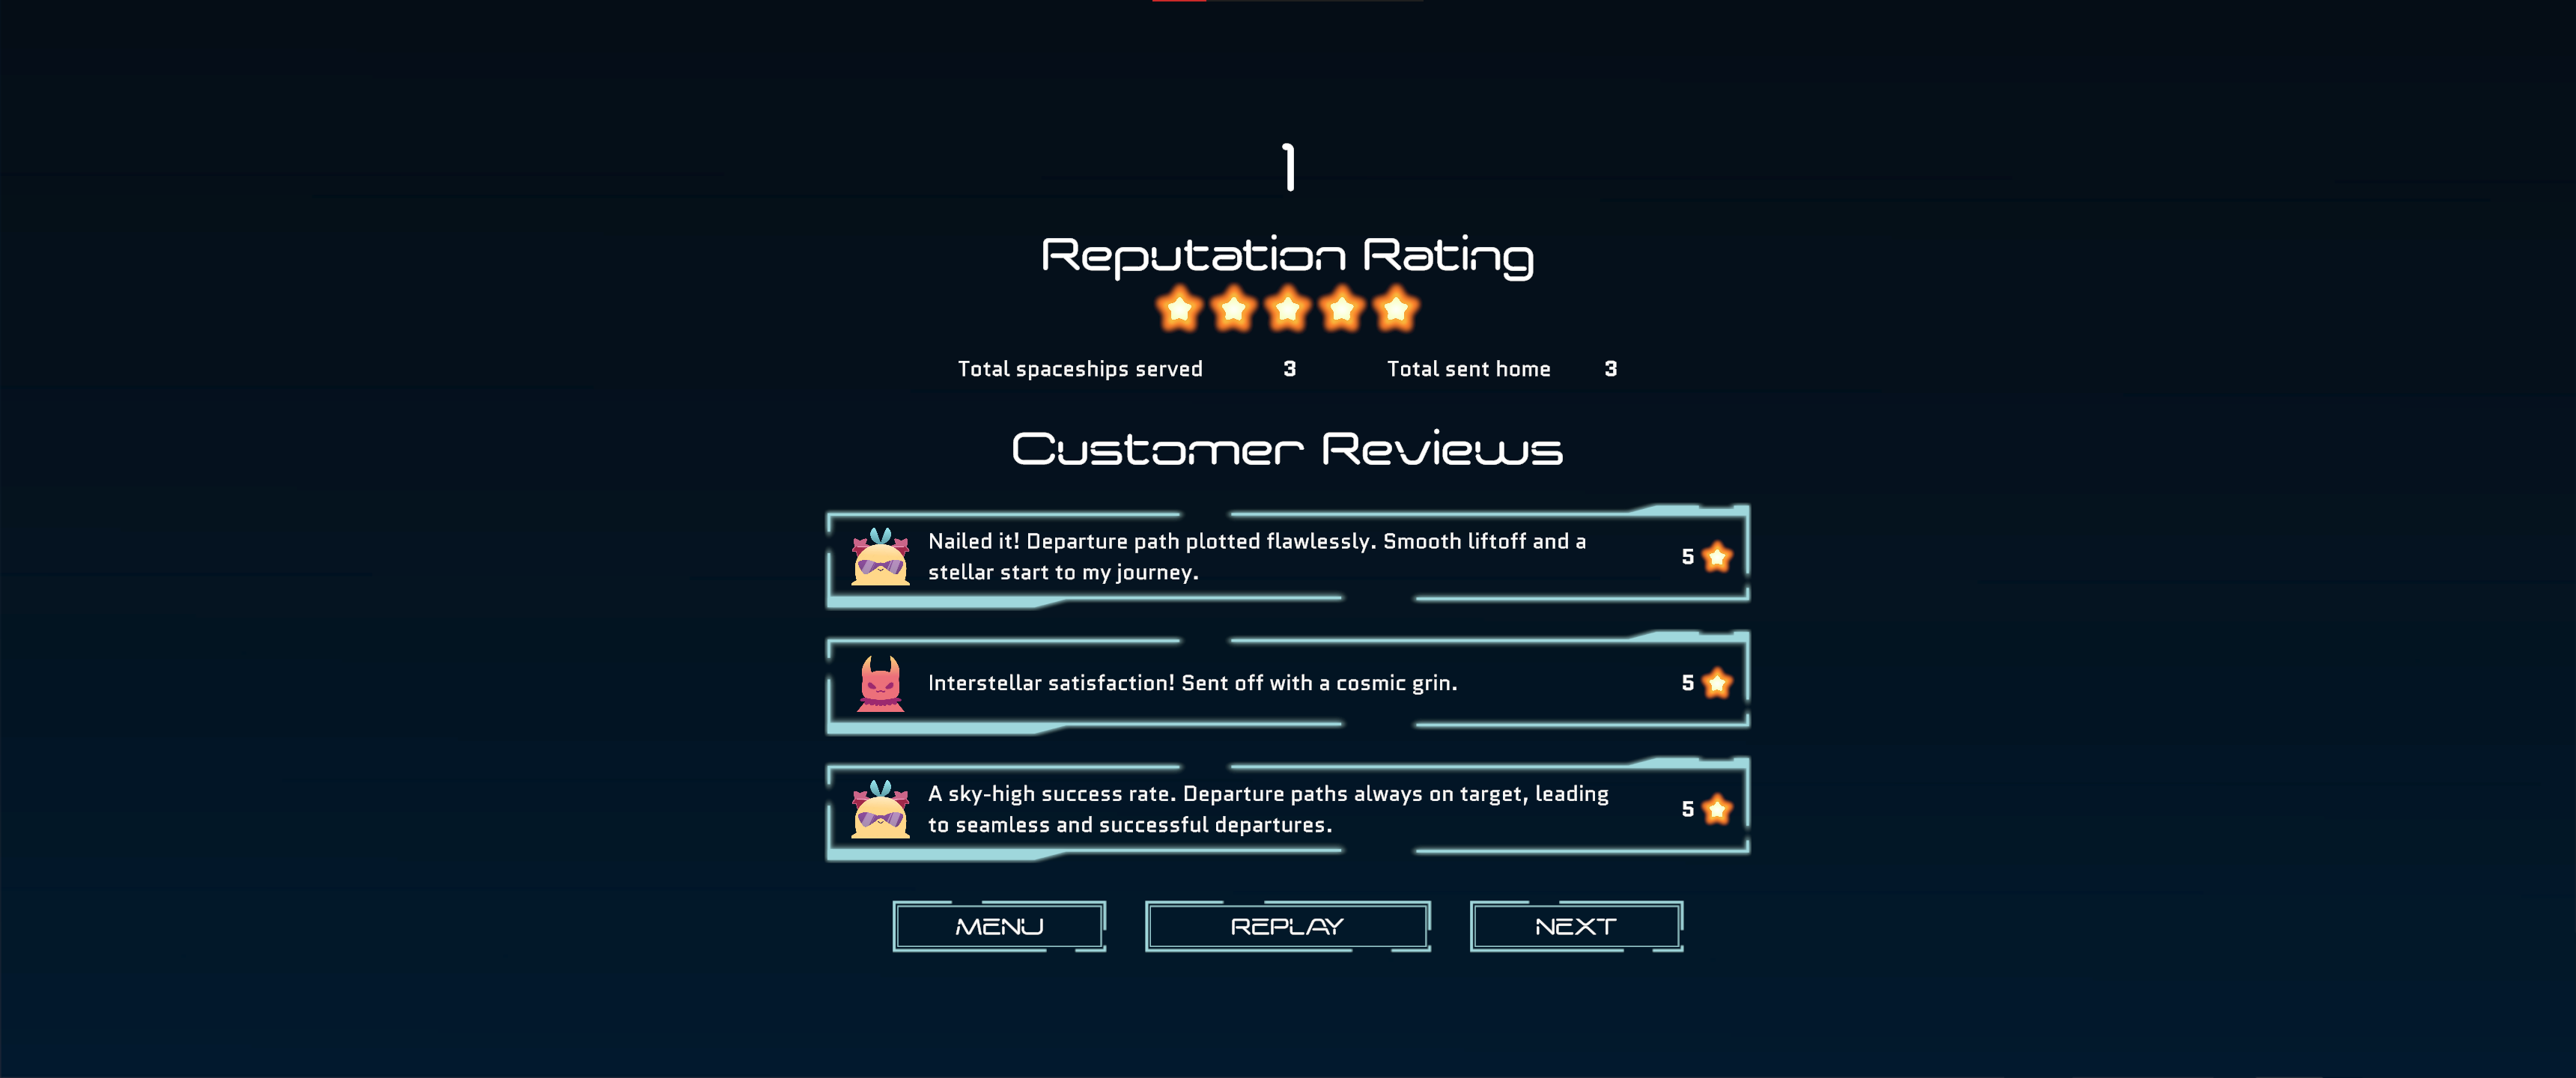 1
Reputation Rating
Total spaceships served 3 Total sent home 3
Customer Reviews
Nailed it! Departure path plotted flawlessly. Smooth liftoff and a
stellar start to my journey.
5
Interstellar satisfaction! Sent off with a cosmic grin.
5
A sky-high success rate. Departure paths always on target, leading
to seamless and successful departures.
5
MENU REPLAY NEXT